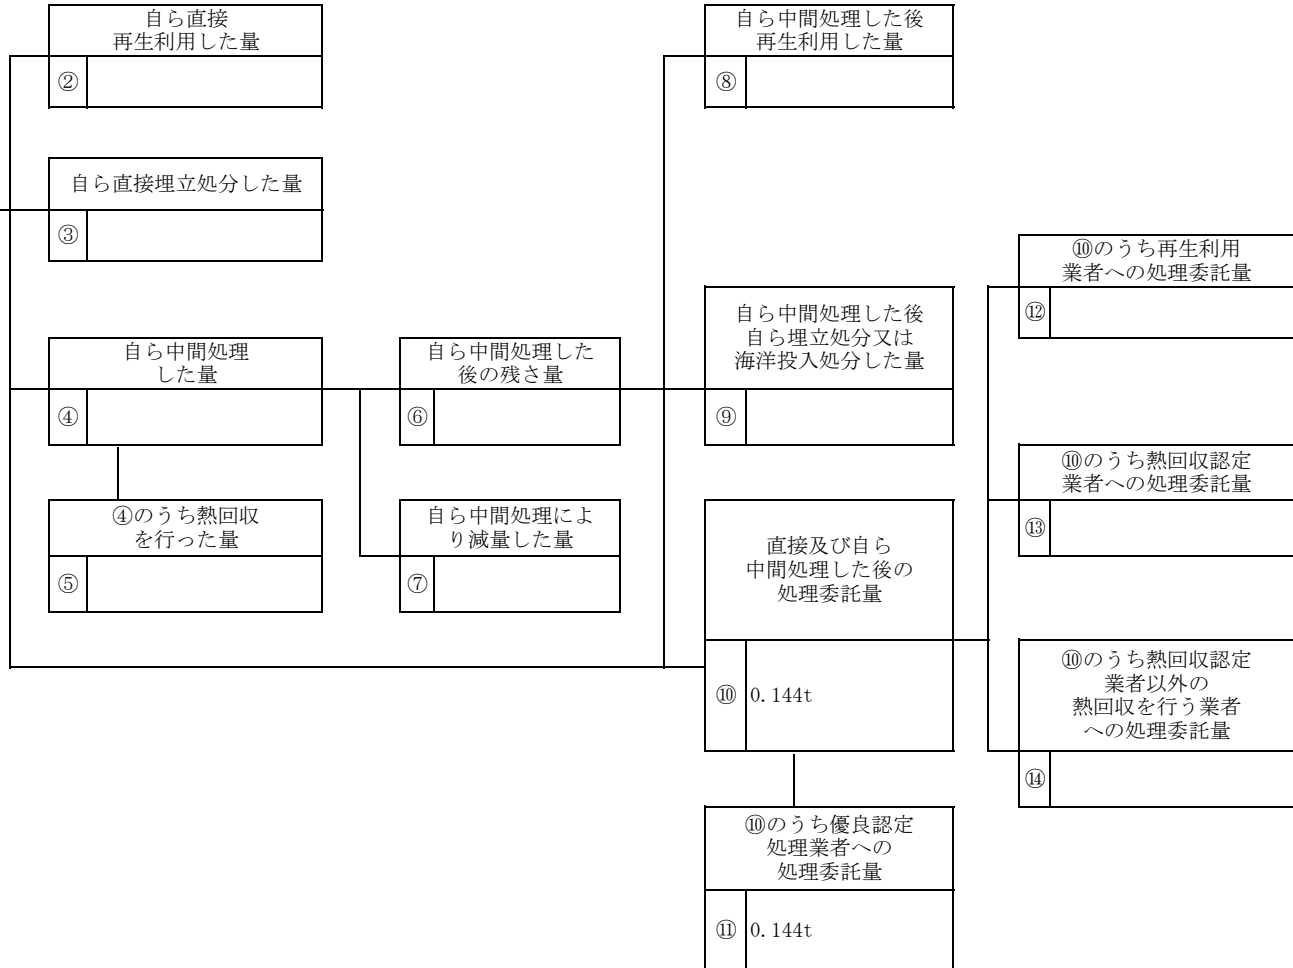 自ら直接
再生利用した量
②
自ら中間処理した後
再生利用した量
⑧
自ら直接埋立処分した量
③
⑩のうち再生利用
業者への処理委託量
⑫
自ら中間処理
した量
④
自ら中間処理した
後の残さ量
⑥
自ら中間処理した後
自ら埋立処分又は
海洋投入処分した量
⑨
⑩のうち熱回収認定
業者への処理委託量
⑬
④のうち熱回収
を行った量
⑤
自ら中間処理によ
り減量した量
⑦
直接及び自ら
中間処理した後の
処理委託量
⑩ 0.144t
⑩のうち熱回収認定
業者以外の
熱回収を行う業者
への処理委託量
⑭
⑩のうち優良認定
処理業者への
処理委託量
⑪ 0.144t